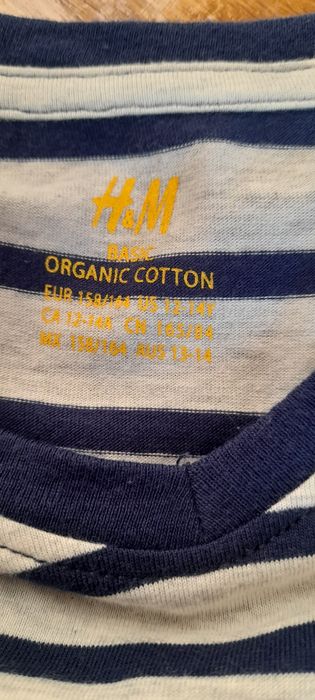 H&M
BASIC
ORGANIC COTTON
EUR 158/164 US 12-14Y
CA 12-14X CN 165/84
MX 158/164 AUS 13-14